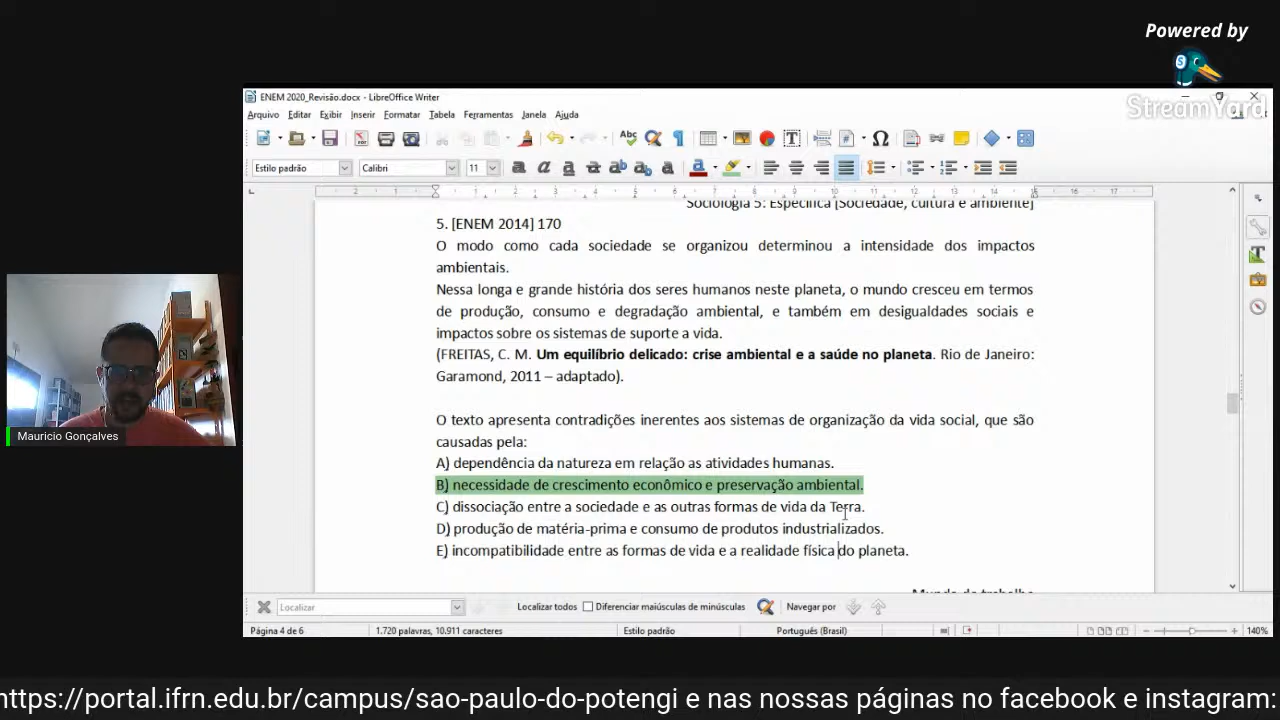 Powered by
StreamYard
ENEM 2020_Revisão.docx - LibreOffice Writer
Arquivo Editar Exibir Inserir Formatar Tabela Ferramentas Janela Ajuda
Estilo padrão Calibri 11
Sociologia 5: Específica [Sociedade, cultura e ambiente]
5. [ENEM 2014] 170
O modo como cada sociedade se organizou determinou a intensidade dos impactos
ambientais.
Nessa longa e grande história dos seres humanos neste planeta, o mundo cresceu em termos
de produção, consumo e degradação ambiental, e também em desigualdades sociais e
impactos sobre os sistemas de suporte a vida.
(FREITAS, C. M. Um equilíbrio delicado: crise ambiental e a saúde no planeta. Rio de Janeiro:
Garamond, 2011 – adaptado).
O texto apresenta contradições inerentes aos sistemas de organização da vida social, que são
causadas pela:
A) dependência da natureza em relação as atividades humanas.
B) necessidade de crescimento econômico e preservação ambiental.
C) dissociação entre a sociedade e as outras formas de vida da Terra.
D) produção de matéria-prima e consumo de produtos industrializados.
E) incompatibilidade entre as formas de vida e a realidade física do planeta.
Mundo do trabalho
Mauricio Gonçalves
Localizar Localizar todos Diferenciar maiúsculas de minúsculas Navegar por
Página 4 de 6 1.720 palavras, 10.911 caracteres Estilo padrão Português (Brasil) 140%
https://portal.ifrn.edu.br/campus/sao-paulo-do-potengi e nas nossas páginas no facebook e instagram: